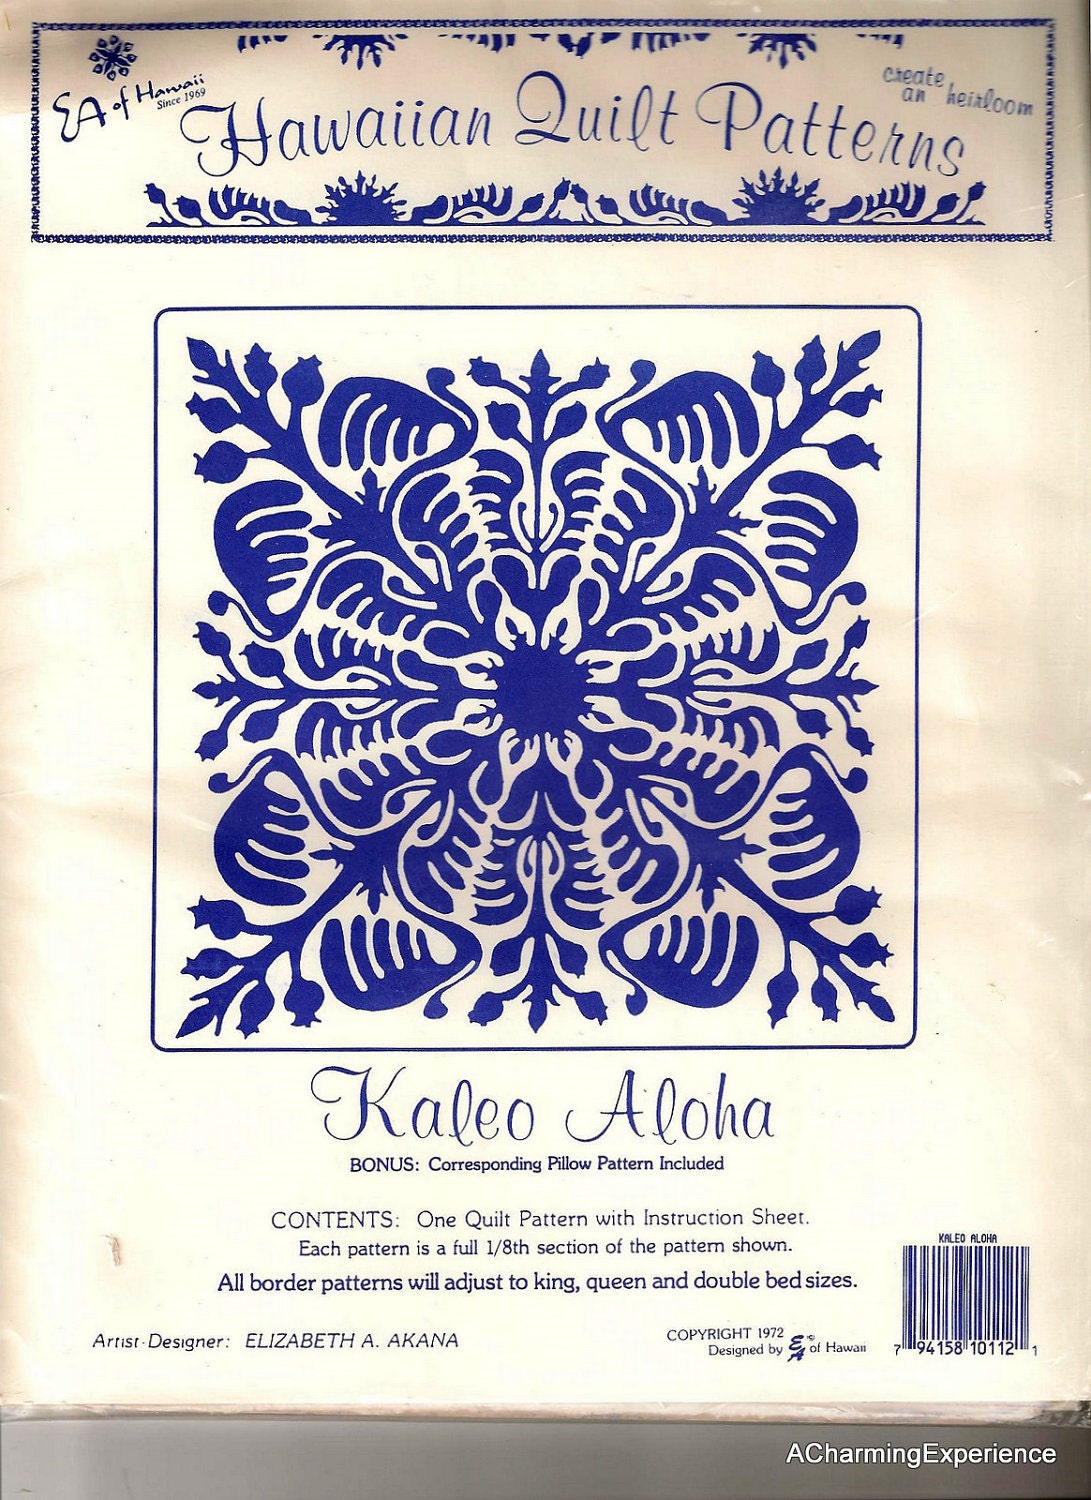 EA of Hawaii
Since 1969
Hawaiian Quilt Patterns
create
an heirloom
Kaleo Aloha
BONUS: Corresponding Pillow Pattern Included
CONTENTS: One Quilt Pattern with Instruction Sheet.
Each pattern is a full 1/8th section of the pattern shown.
All border patterns will adjust to king, queen and double bed sizes.
KALEO ALOHA
Artist-Designer: ELIZABETH A. AKANA
COPYRIGHT 1972
Designed by EA of Hawaii
7 94158 10112 1
ACharmingExperience